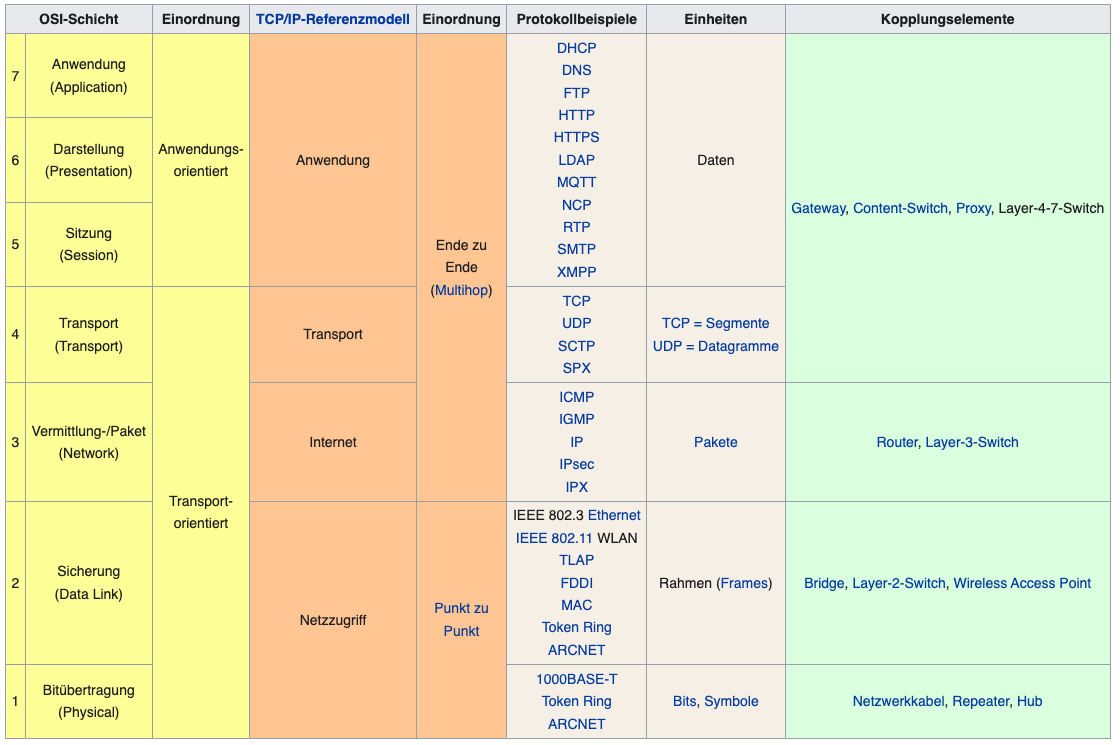 OSI-Schicht
Einordnung
TCP/IP-Referenzmodell
Einordnung
Protokollbeispiele
Einheiten
Kopplungselemente
7
Anwendung
(Application)
Anwendungs-
orientiert
Anwendung
Ende zu
Ende
(Multihop)
DHCP
DNS
FTP
HTTP
HTTPS
LDAP
MQTT
NCP
RTP
SMTP
XMPP
Daten
Gateway, Content-Switch, Proxy, Layer-4-7-Switch
6
Darstellung
(Presentation)
5
Sitzung
(Session)
4
Transport
(Transport)
Transport-
orientiert
Transport
TCP
UDP
SCTP
SPX
TCP = Segmente
UDP = Datagramme
3
Vermittlung-/Paket
(Network)
Internet
ICMP
IGMP
IP
IPsec
IPX
Pakete
Router, Layer-3-Switch
2
Sicherung
(Data Link)
Netzzugriff
Punkt zu
Punkt
IEEE 802.3 Ethernet
IEEE 802.11 WLAN
TLAP
FDDI
MAC
Token Ring
ARCNET
Rahmen (Frames)
Bridge, Layer-2-Switch, Wireless Access Point
1
Bitübertragung
(Physical)
1000BASE-T
Token Ring
ARCNET
Bits, Symbole
Netzwerkkabel, Repeater, Hub